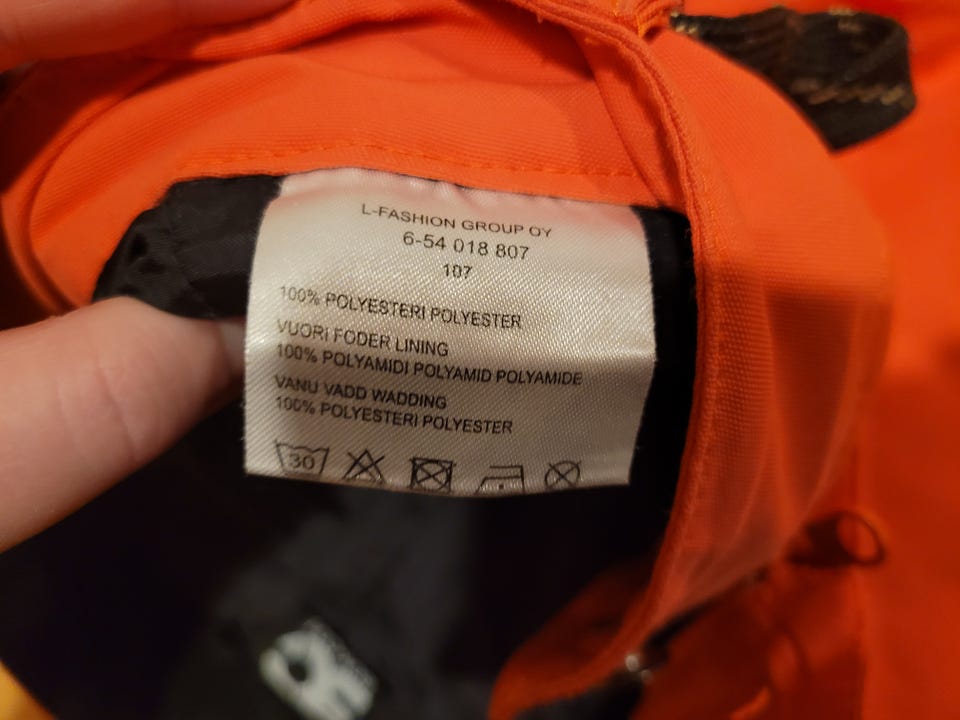 L-FASHION GROUP OY
6-54 018 807
107
100% POLYESTERI POLYESTER
VUORI FODER LINING
100% POLYAMIDI POLYAMID POLYAMIDE
VANU VADD WADDING
100% POLYESTERI POLYESTER
30